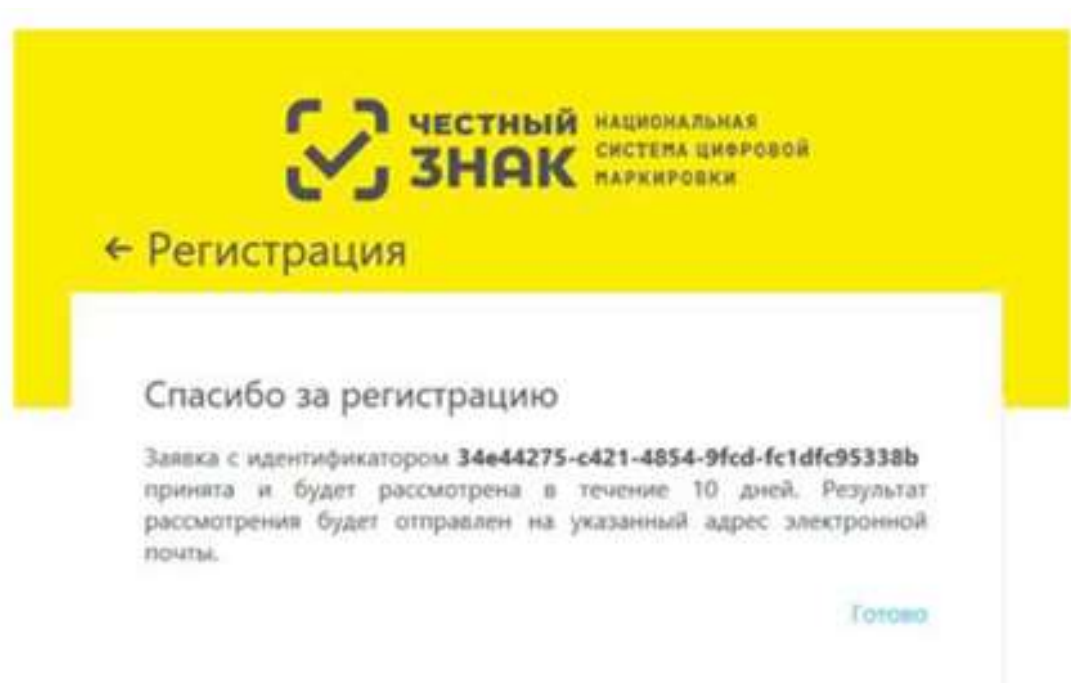 ЧЕСТНЫЙ
ЗНАК
НАЦИОНАЛЬНАЯ
СИСТЕМА ЦИФРОВОЙ
МАРКИРОВКИ
← Регистрация
Спасибо за регистрацию
Заявка с идентификатором 34e44275-c421-4854-9fcd-fc1dfc95338b
принята и будет рассмотрена в течение 10 дней. Результат
рассмотрения будет отправлен на указанный адрес электронной
почты.
Готово